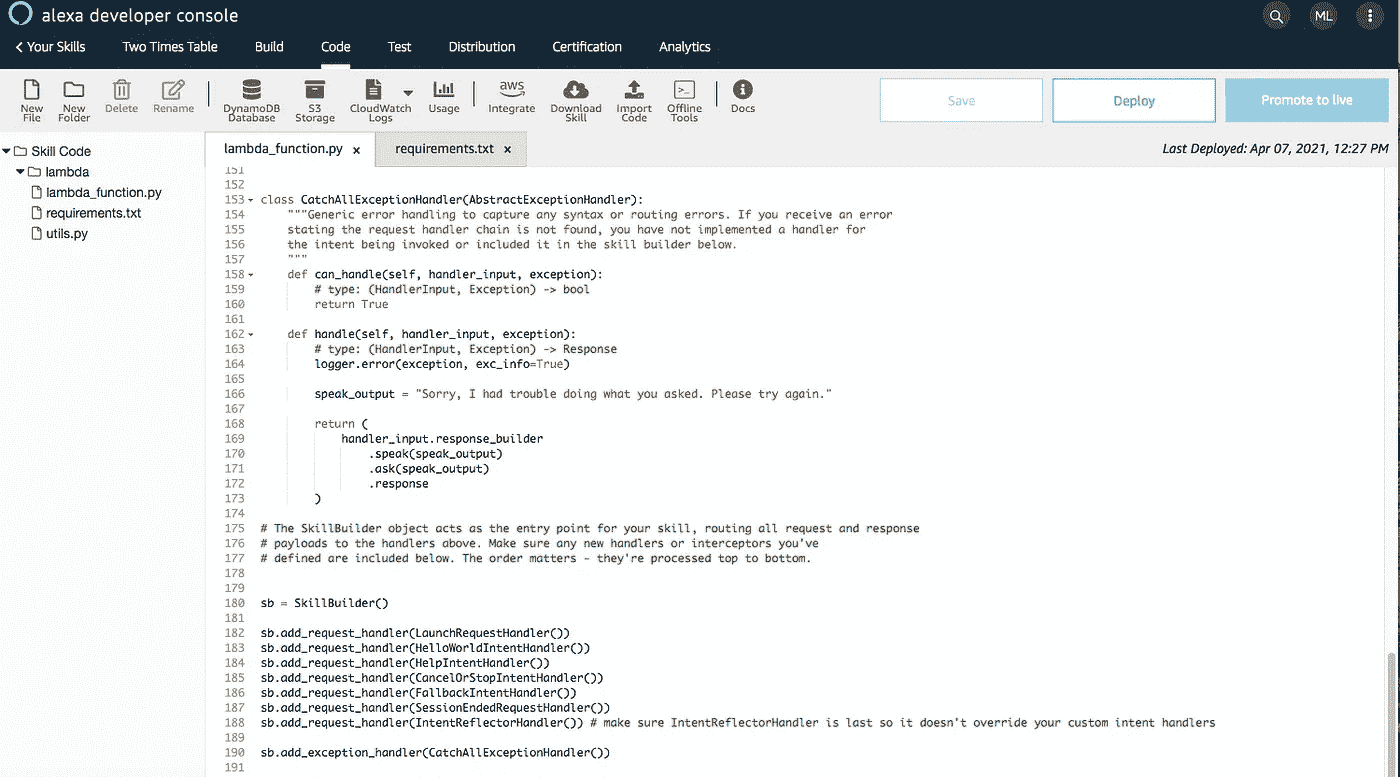 alexa developer console
ML
Your Skills Two Times Table Build Code Test Distribution Certification Analytics
New File
New Folder
Delete
Rename
DynamoDB Database
S3 Storage
CloudWatch Logs
Usage
aws
Integrate
Download Skill
Import Code
Offline Tools
Docs
Save
Deploy
Promote to live
Skill Code
lambda
lambda_function.py
requirements.txt
utils.py
lambda_function.py x requirements.txt x
Last Deployed: Apr 07, 2021, 12:27 PM
151
152
153 class CatchAllExceptionHandler(AbstractExceptionHandler):
154 """Generic error handling to capture any syntax or routing errors. If you receive an error
155 stating the request handler chain is not found, you have not implemented a handler for
156 the intent being invoked or included it in the skill builder below.
157 """
158 def can_handle(self, handler_input, exception):
159 # type: (HandlerInput, Exception) -> bool
160 return True
161
162 def handle(self, handler_input, exception):
163 # type: (HandlerInput, Exception) -> Response
164 logger.error(exception, exc_info=True)
165
166 speak_output = "Sorry, I had trouble doing what you asked. Please try again."
167
168 return (
169 handler_input.response_builder
170 .speak(speak_output)
171 .ask(speak_output)
172 .response
173 )
174
175 # The SkillBuilder object acts as the entry point for your skill, routing all request and response
176 # payloads to the handlers above. Make sure any new handlers or interceptors you've
177 # defined are included below. The order matters - they're processed top to bottom.
178
179
180 sb = SkillBuilder()
181
182 sb.add_request_handler(LaunchRequestHandler())
183 sb.add_request_handler(HelloWorldIntentHandler())
184 sb.add_request_handler(HelpIntentHandler())
185 sb.add_request_handler(CancelOrStopIntentHandler())
186 sb.add_request_handler(FallbackIntentHandler())
187 sb.add_request_handler(SessionEndedRequestHandler())
188 sb.add_request_handler(IntentReflectorHandler()) # make sure IntentReflectorHandler is last so it doesn't override your custom intent handlers
189
190 sb.add_exception_handler(CatchAllExceptionHandler())
191